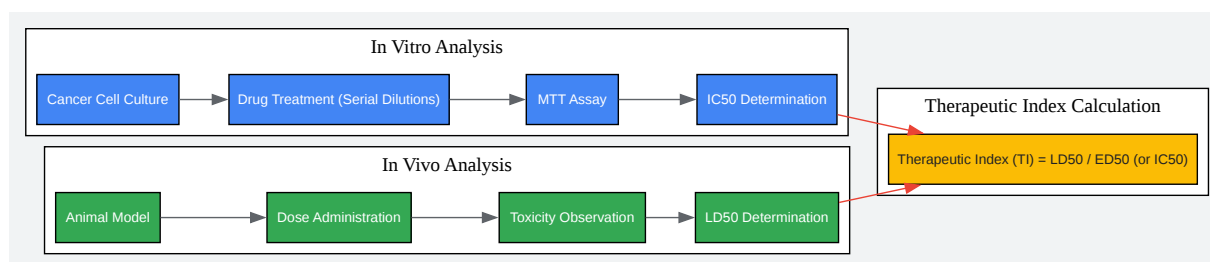 In Vitro Analysis
Cancer Cell Culture
Drug Treatment (Serial Dilutions)
MTT Assay
IC50 Determination
In Vivo Analysis
Animal Model
Dose Administration
Toxicity Observation
LD50 Determination
Therapeutic Index Calculation
Therapeutic Index (TI) = LD50 / ED50 (or IC50)